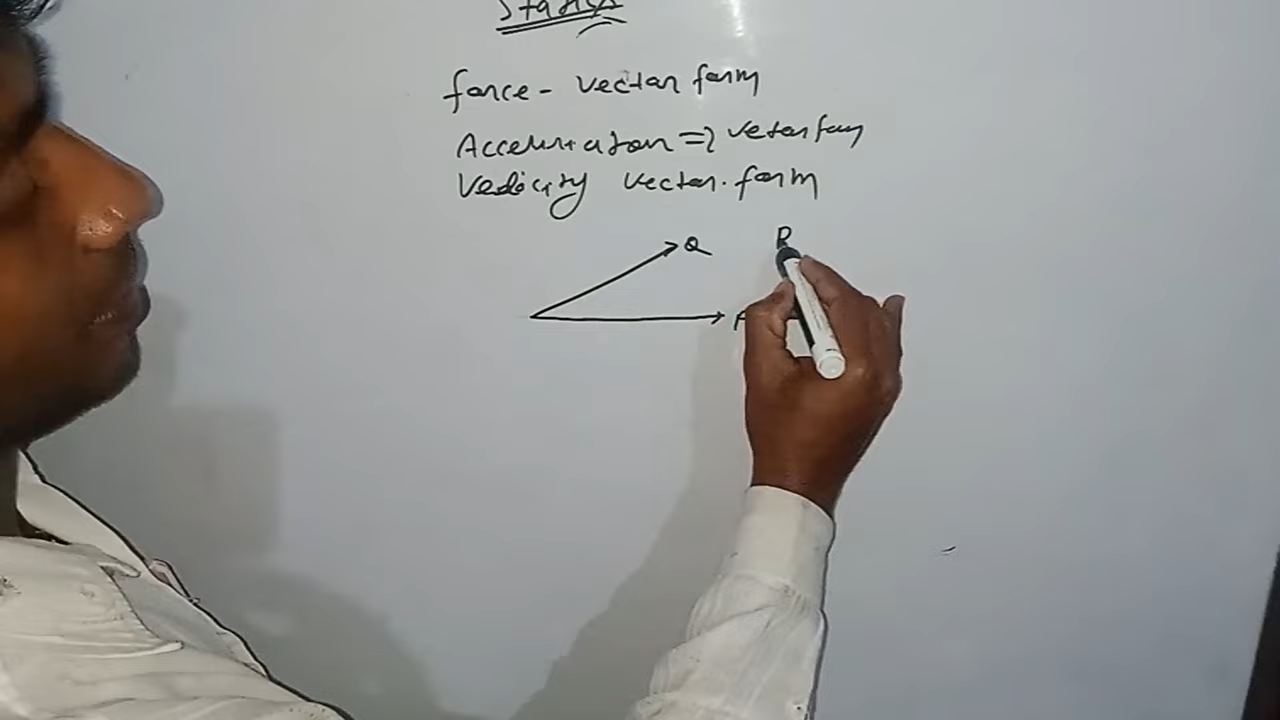 Statics
force - vector form
Acceleration => vector form
Velocity vector. form
Q
P